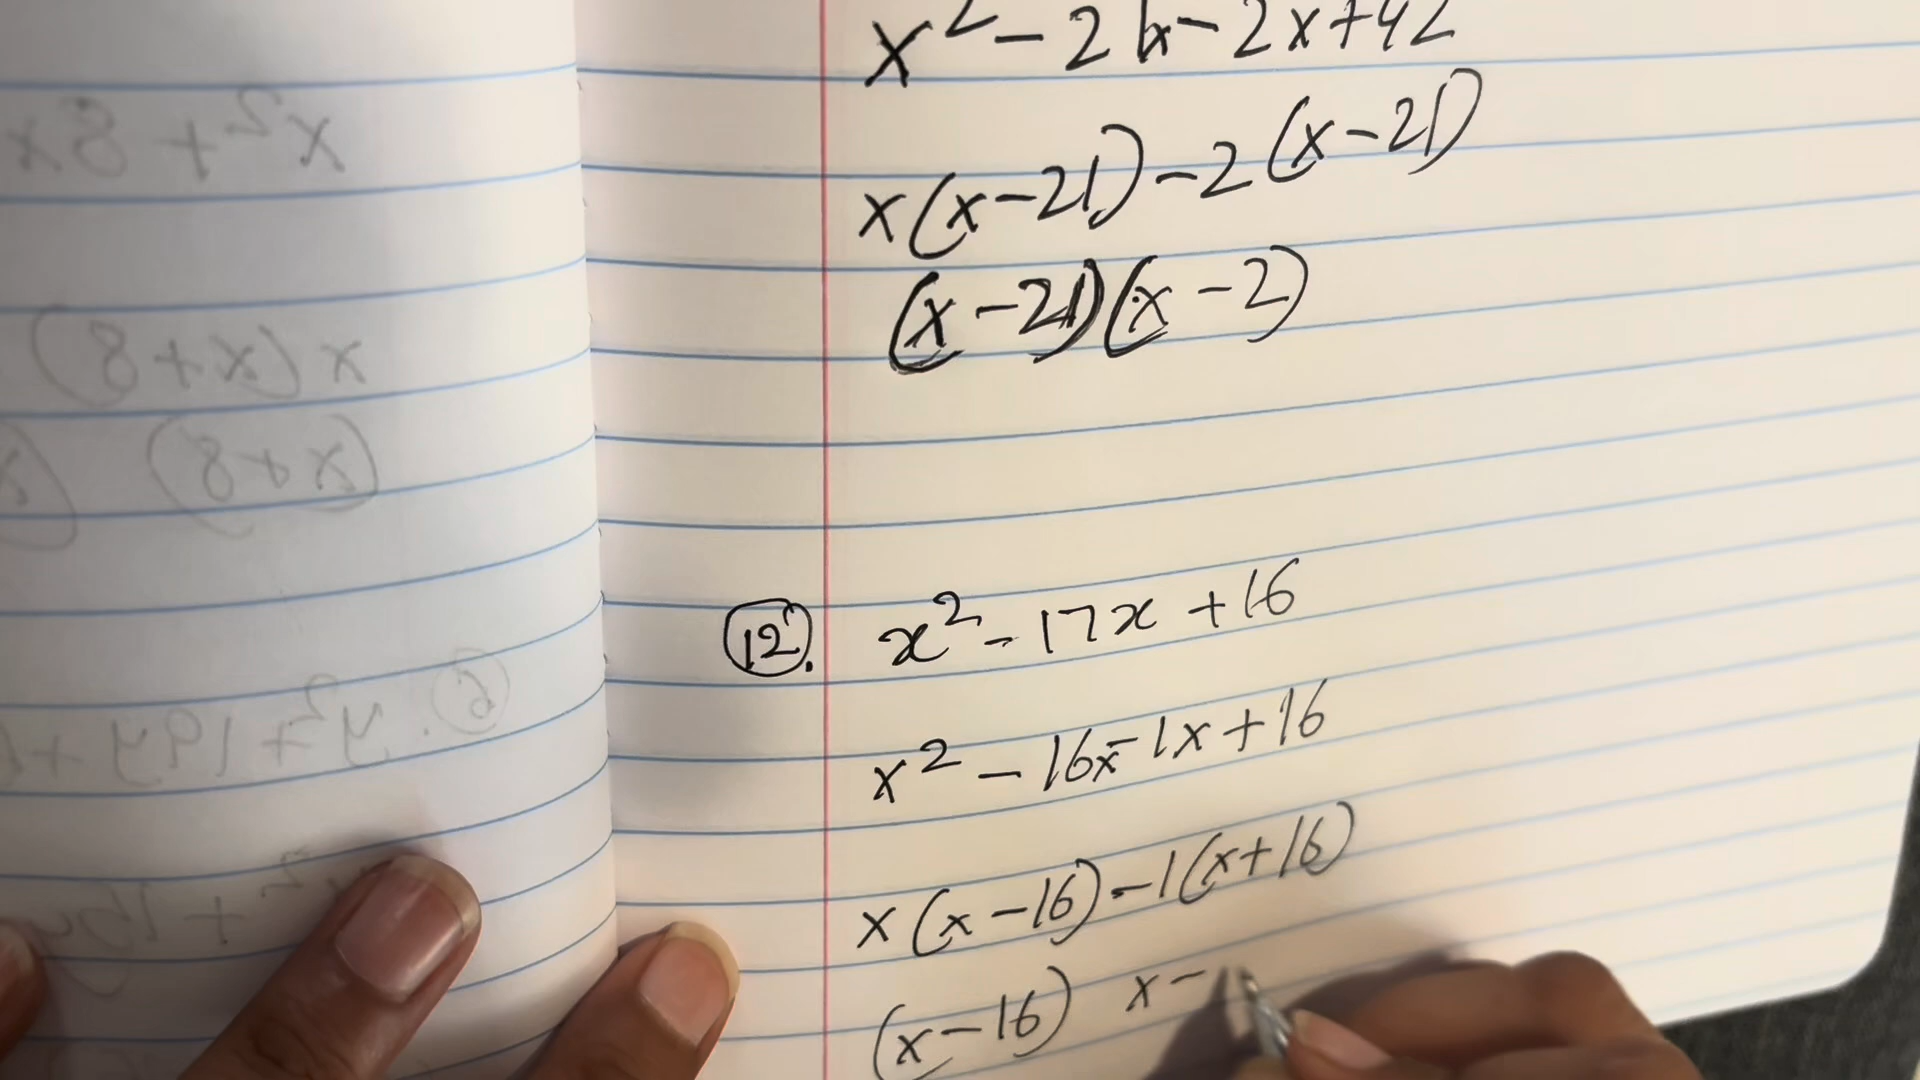 x² - 21x - 2x + 42
x(x - 21) - 2(x - 21)
(x - 21)(x - 2)
12. x² - 17x + 16
x² - 16x - 1x + 16
x(x - 16) - 1(x + 16)
(x - 16) x -